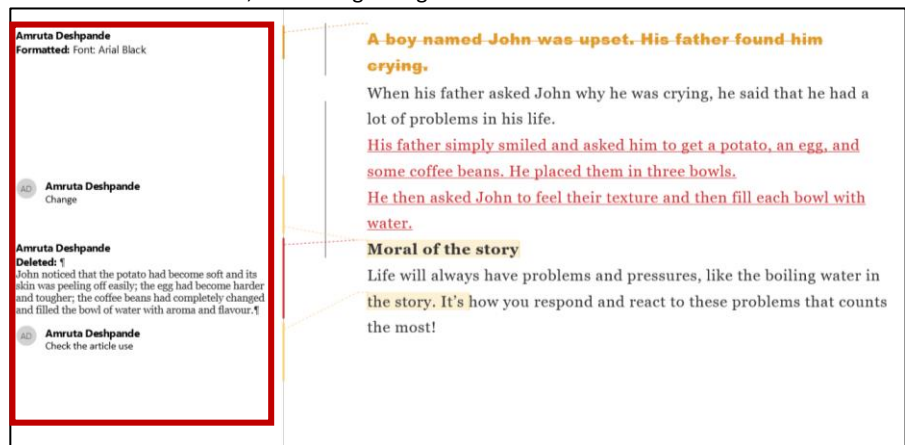 Amruta Deshpande
Formatted: Font: Arial Black
AD Amruta Deshpande
Change
Amruta Deshpande
Deleted: ¶
John noticed that the potato had become soft and its
skin was peeling off easily; the egg had become harder
and tougher; the coffee beans had completely changed
and filled the bowl of water with aroma and flavour.¶
AD Amruta Deshpande
Check the article use
A boy named John was upset. His father found him
crying.
When his father asked John why he was crying, he said that he had a
lot of problems in his life.
His father simply smiled and asked him to get a potato, an egg, and
some coffee beans. He placed them in three bowls.
He then asked John to feel their texture and then fill each bowl with
water.
Moral of the story
Life will always have problems and pressures, like the boiling water in
the story. It’s how you respond and react to these problems that counts
the most!